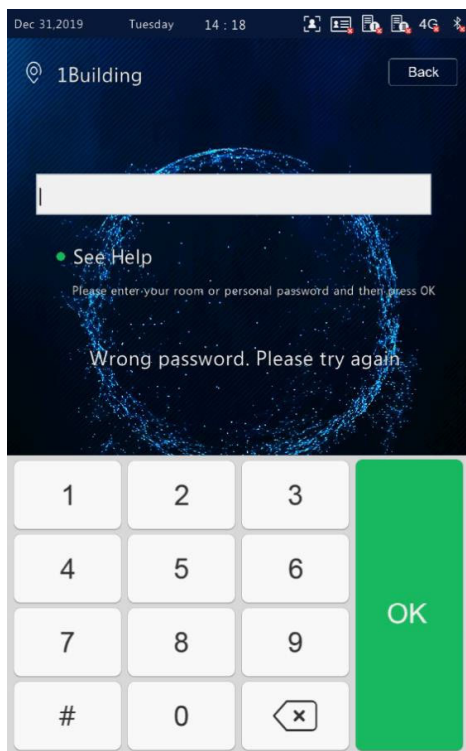 Dec 31,2019 Tuesday 14 : 18 4G
1Building
Back
See Help
Please enter your room or personal password and then press OK
Wrong password. Please try again
1 2 3
4 5 6
OK
7 8 9
# 0